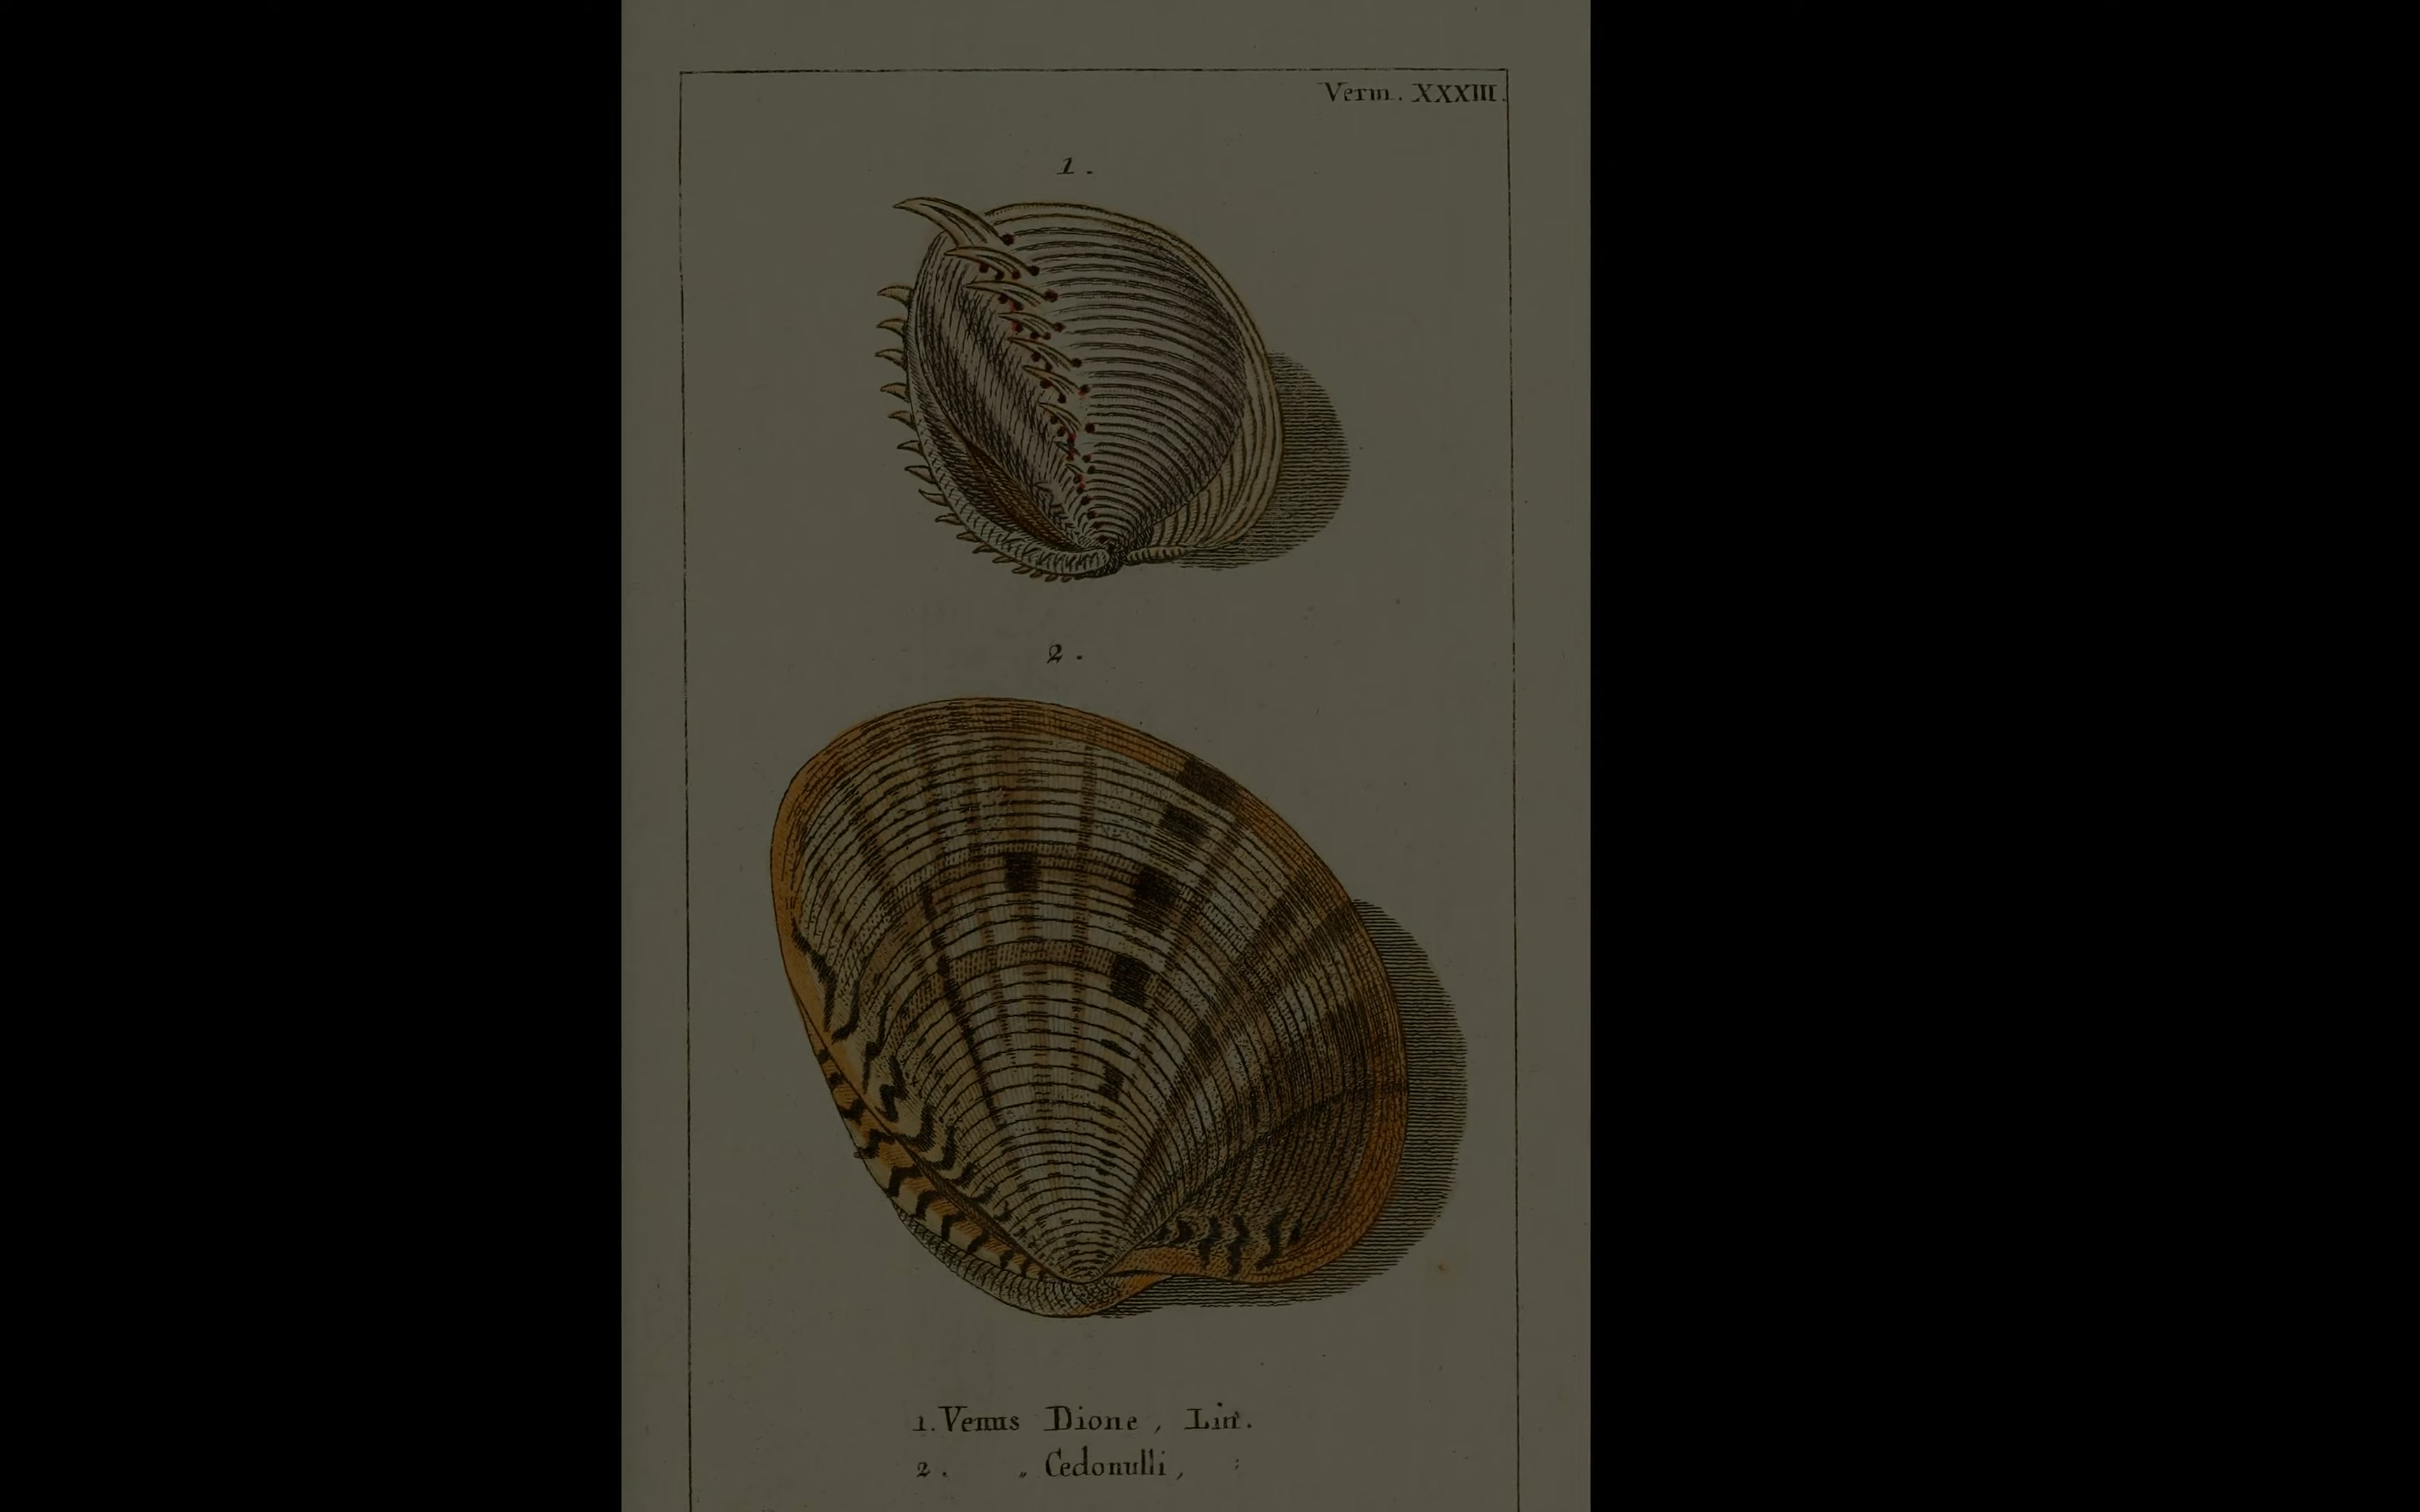 Verm. XXXIII.
1.
2.
1. Venus Dione, Lin.
2. „ Cedonulli, :